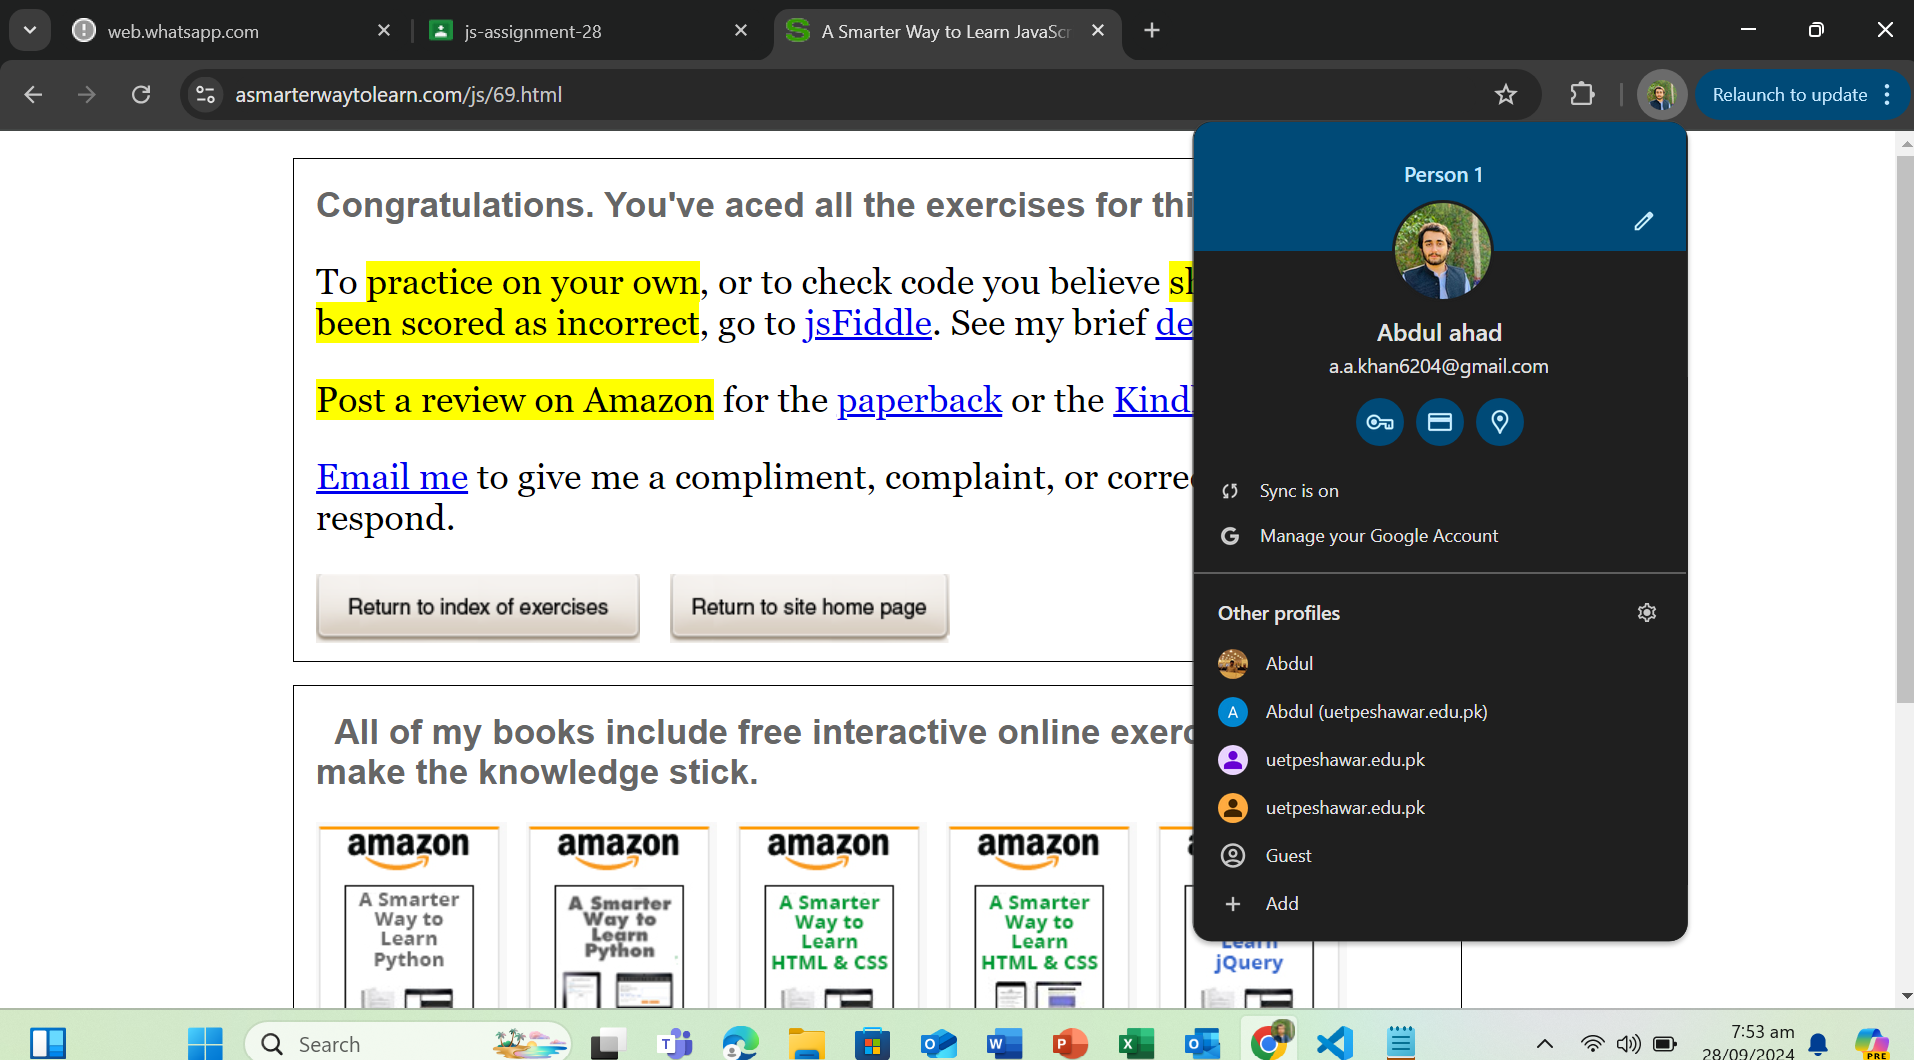 web.whatsapp.com
js-assignment-28
A Smarter Way to Learn JavaScr
asmarterwaytolearn.com/js/69.html
Relaunch to update
Congratulations. You've aced all the exercises for thi
To practice on your own, or to check code you believe sh
been scored as incorrect, go to jsFiddle. See my brief de
Post a review on Amazon for the paperback or the Kind
Email me to give me a compliment, complaint, or corre
respond.
Return to index of exercises
Return to site home page
All of my books include free interactive online exerc
make the knowledge stick.
amazon
A Smarter
Way to
Learn
Python
amazon
A Smarter
Way to
Learn
Python
amazon
A Smarter
Way to
Learn
HTML & CSS
amazon
A Smarter
Way to
Learn
HTML & CSS
Learn
jQuery
Person 1
Abdul ahad
a.a.khan6204@gmail.com
Sync is on
Manage your Google Account
Other profiles
Abdul
A
Abdul (uetpeshawar.edu.pk)
uetpeshawar.edu.pk
uetpeshawar.edu.pk
Guest
Add
Search
7:53 am
28/09/2024
PRE